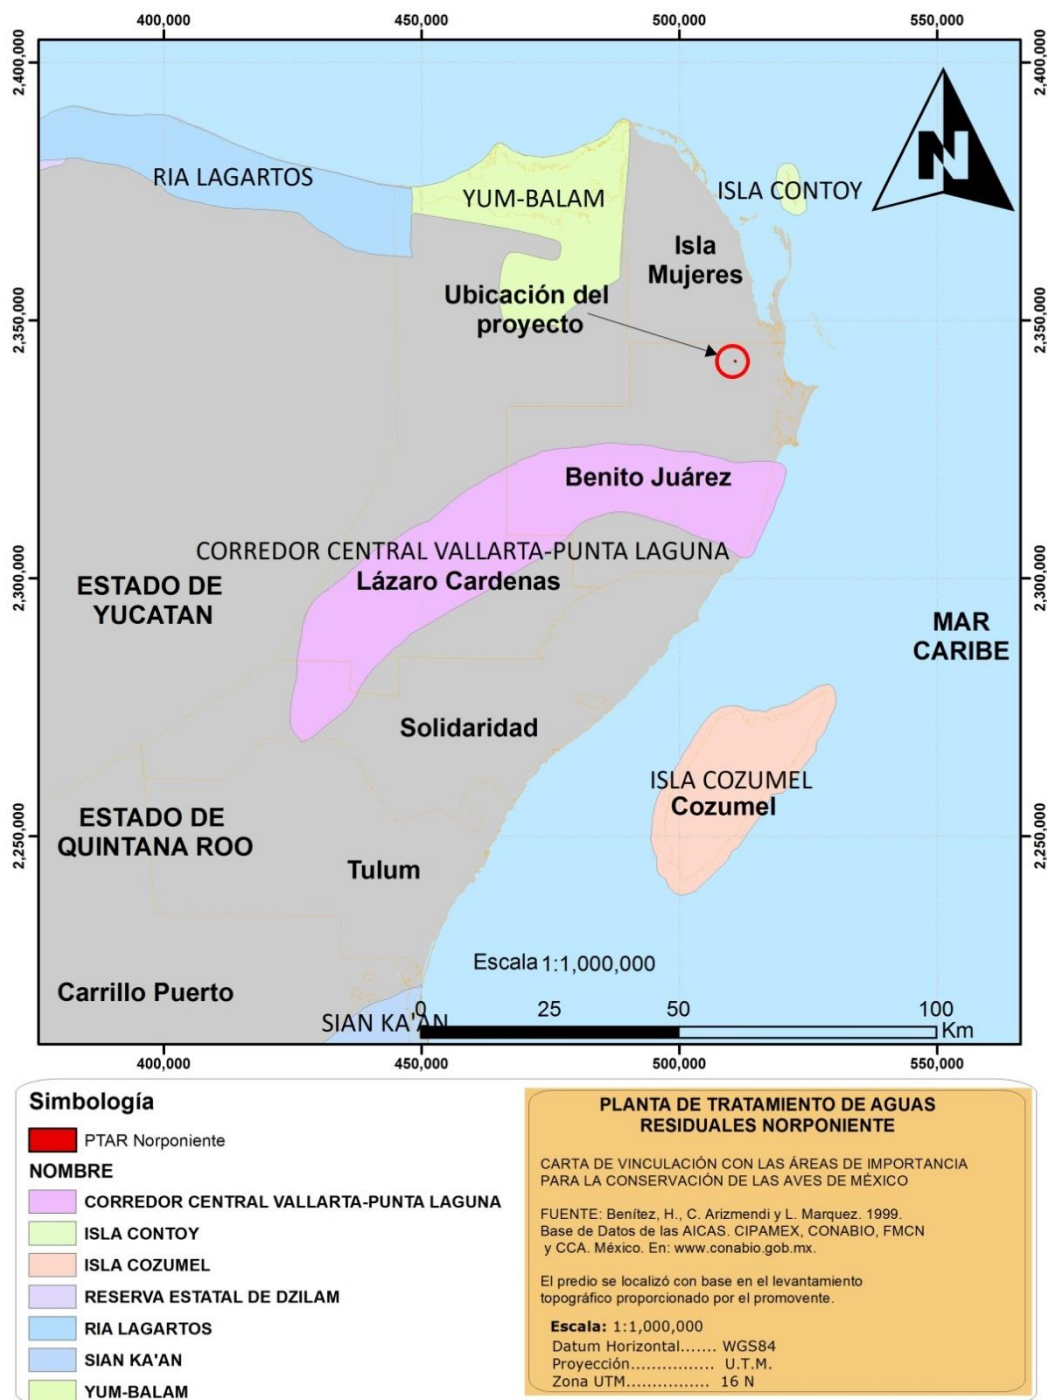 400,000
450,000
500,000
550,000
2,400,000
2,400,000
N
RIA LAGARTOS
YUM-BALAM
ISLA CONTOY
Isla
Mujeres
Ubicación del
proyecto
2,350,000
2,350,000
Benito Juárez
CORREDOR CENTRAL VALLARTA-PUNTA LAGUNA
Lázaro Cardenas
ESTADO DE
YUCATAN
2,300,000
2,300,000
MAR
CARIBE
Solidaridad
ISLA COZUMEL
Cozumel
ESTADO DE
QUINTANA ROO
2,250,000
2,250,000
Tulum
Escala 1:1,000,000
Carrillo Puerto
SIAN KA'AN
0
25
50
100
Km
400,000
450,000
500,000
550,000
Simbología
PTAR Norponiente
NOMBRE
CORREDOR CENTRAL VALLARTA-PUNTA LAGUNA
ISLA CONTOY
ISLA COZUMEL
RESERVA ESTATAL DE DZILAM
RIA LAGARTOS
SIAN KA'AN
YUM-BALAM
PLANTA DE TRATAMIENTO DE AGUAS
RESIDUALES NORPONIENTE
CARTA DE VINCULACIÓN CON LAS ÁREAS DE IMPORTANCIA
PARA LA CONSERVACIÓN DE LAS AVES DE MÉXICO
FUENTE: Benítez, H., C. Arizmendi y L. Marquez. 1999.
Base de Datos de las AICAS. CIPAMEX, CONABIO, FMCN
y CCA. México. En: www.conabio.gob.mx.
El predio se localizó con base en el levantamiento
topográfico proporcionado por el promovente.
Escala: 1:1,000,000
Datum Horizontal....... WGS84
Proyección................ U.T.M.
Zona UTM................ 16 N